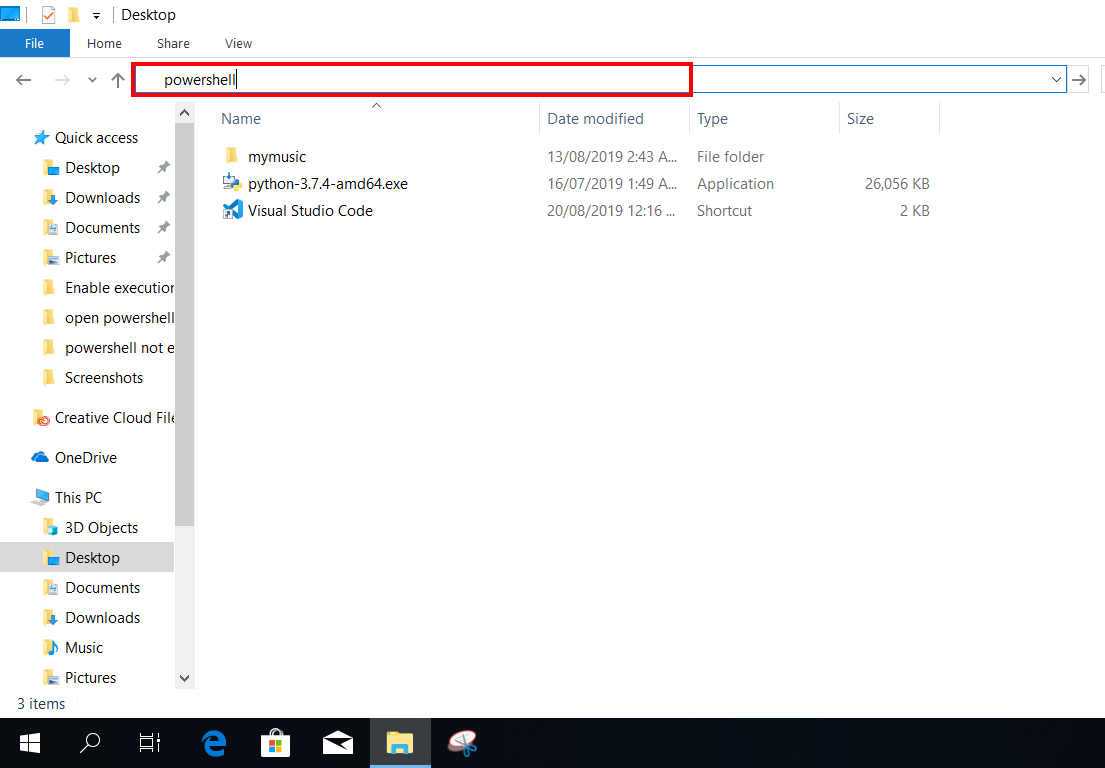 Desktop
File Home Share View
powershell
Name Date modified Type Size
Quick access
Desktop
Downloads
Documents
Pictures
Enable execution
open powershell
powershell not e
Screenshots
Creative Cloud File
OneDrive
This PC
3D Objects
Desktop
Documents
Downloads
Music
Pictures
mymusic 13/08/2019 2:43 A... File folder
python-3.7.4-amd64.exe 16/07/2019 1:49 A... Application 26,056 KB
Visual Studio Code 20/08/2019 12:16 ... Shortcut 2 KB
3 items